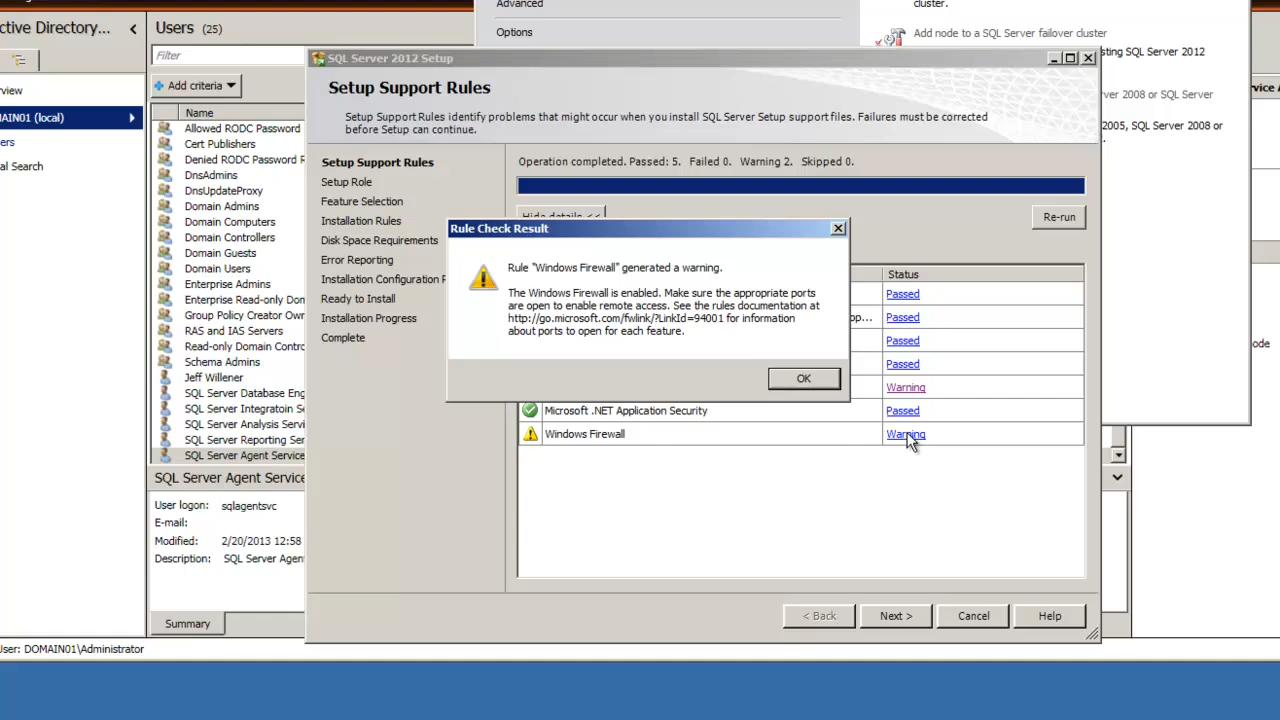 Advanced
Options
cluster.
Add node to a SQL Server failover cluster
sting SQL Server 2012
ver 2008 or SQL Server
2005, SQL Server 2008 or
ctive Directory...
rview
MAIN01 (local)
ers
al Search
Users (25)
Filter
Add criteria
Name
Allowed RODC Password
Cert Publishers
Denied RODC Password R
DnsAdmins
DnsUpdateProxy
Domain Admins
Domain Computers
Domain Controllers
Domain Guests
Domain Users
Enterprise Admins
Enterprise Read-only Dom
Group Policy Creator Own
RAS and IAS Servers
Read-only Domain Contro
Schema Admins
Jeff Willener
SQL Server Database Eng
SQL Server Integratoin Se
SQL Server Analysis Servi
SQL Server Reporting Ser
SQL Server Agent Service
SQL Server Agent Service
User logon: sqlagentsvc
E-mail:
Modified: 2/20/2013 12:58
Description: SQL Server Agen
Summary
User: DOMAIN01\Administrator
SQL Server 2012 Setup
Setup Support Rules
Setup Support Rules identify problems that might occur when you install SQL Server Setup support files. Failures must be corrected
before Setup can continue.
Setup Support Rules
Setup Role
Feature Selection
Installation Rules
Disk Space Requirements
Error Reporting
Installation Configuration R
Ready to Install
Installation Progress
Complete
Operation completed. Passed: 5. Failed 0. Warning 2. Skipped 0.
Hide details <<
Re-run
Status
Passed
op...
Passed
Passed
Passed
Warning
Microsoft .NET Application Security
Passed
Windows Firewall
Warning
Rule Check Result
Rule "Windows Firewall" generated a warning.
The Windows Firewall is enabled. Make sure the appropriate ports
are open to enable remote access. See the rules documentation at
http://go.microsoft.com/fwlink/?LinkId=94001 for information
about ports to open for each feature.
OK
< Back
Next >
Cancel
Help
vice A
ode